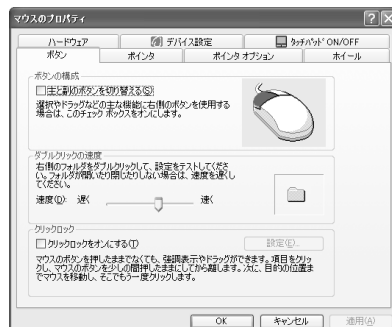 マウスのプロパティ
ハードウェア
デバイス設定
タッチパッド ON/OFF
ボタン
ポインタ
ポインタ オプション
ホイール
ボタンの構成
主と副のボタンを切り替える(S)
選択やドラッグなどの主な機能に右側のボタンを使用する
場合は、このチェック ボックスをオンにします。
ダブルクリックの速度
右側のフォルダをダブルクリックして、設定をテストしてくださ
い。フォルダが開いたり閉じたりしない場合は、速度を遅くし
てください。
速度(D):
遅く
速く
クリックロック
クリックロックをオンにする(T)
設定(E)...
マウスのボタンを押したままでなくても、強調表示やドラッグができます。項目をクリッ
クし、マウスのボタンを少しの間押したままにしてから離します。次に、目的の位置ま
でマウスを移動し、そこでもう一度クリックします。
OK
キャンセル
適用(A)